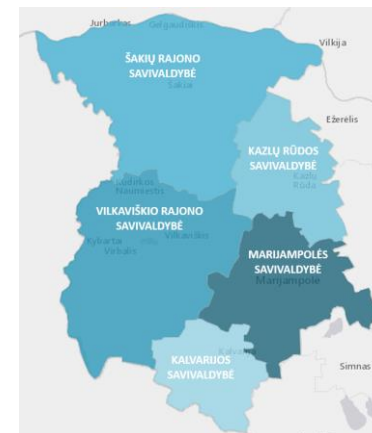 Jurbarkas
Gelgaudiškis
Vilkija
ŠAKIŲ RAJONO
SAVIVALDYBĖ
Šakiai
Ežerėlis
KAZLŲ RŪDOS
SAVIVALDYBĖ
Kazlų
Rūda
Kudirkos
Naumiestis
VILKAVIŠKIO RAJONO
SAVIVALDYBĖ
Vilkaviškis
Kybartai
Virbalis
MARIJAMPOLĖS
SAVIVALDYBĖ
Marijampolė
Kalvarija
KALVARIJOS
SAVIVALDYBĖ
Simnas